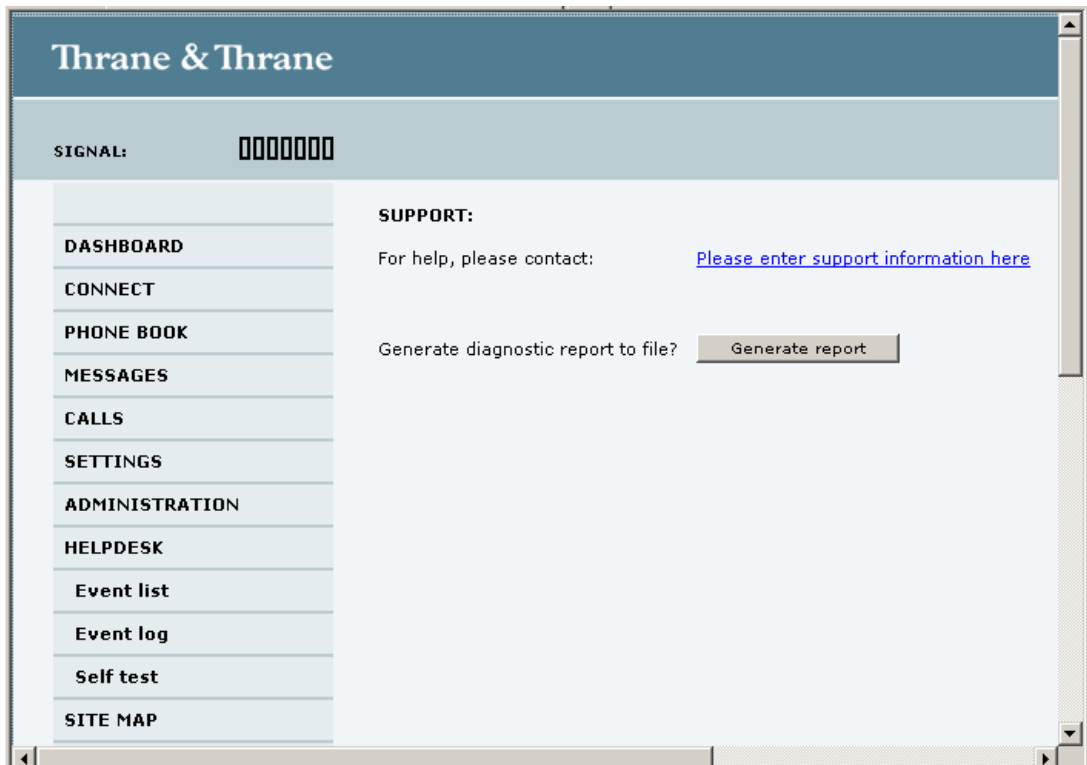 Thrane & Thrane
SIGNAL:
DASHBOARD
CONNECT
PHONE BOOK
MESSAGES
CALLS
SETTINGS
ADMINISTRATION
HELPDESK
Event list
Event log
Self test
SITE MAP
SUPPORT:
For help, please contact: Please enter support information here
Generate diagnostic report to file? Generate report